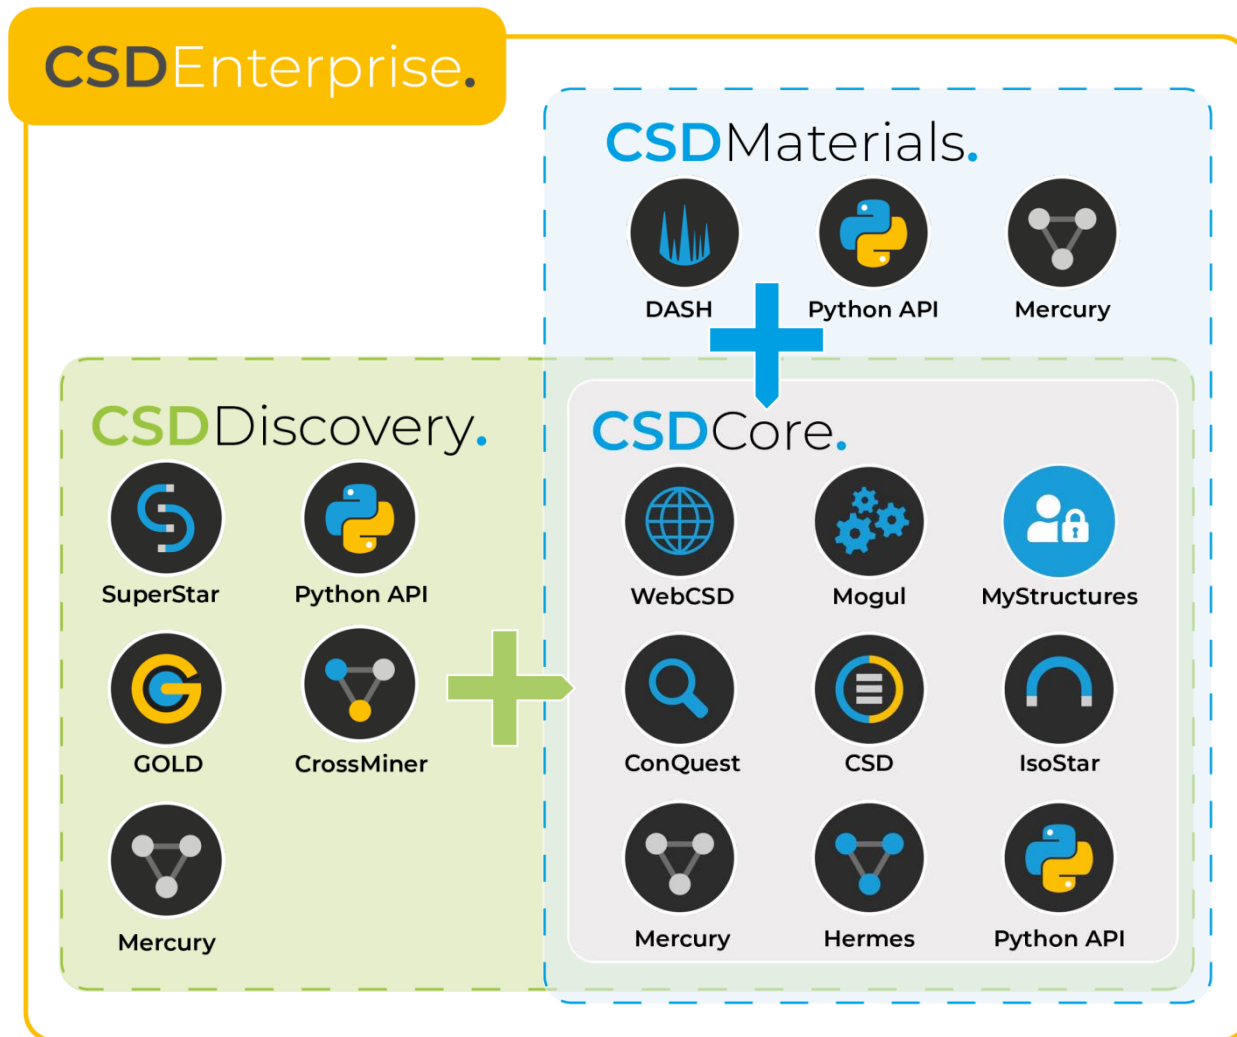 CSDEnterprise.
CSDMaterials.
DASH
Python API
Mercury
CSDDiscovery.
SuperStar
Python API
GOLD
CrossMiner
Mercury
CSDCore.
WebCSD
Mogul
MyStructures
ConQuest
CSD
IsoStar
Mercury
Hermes
Python API